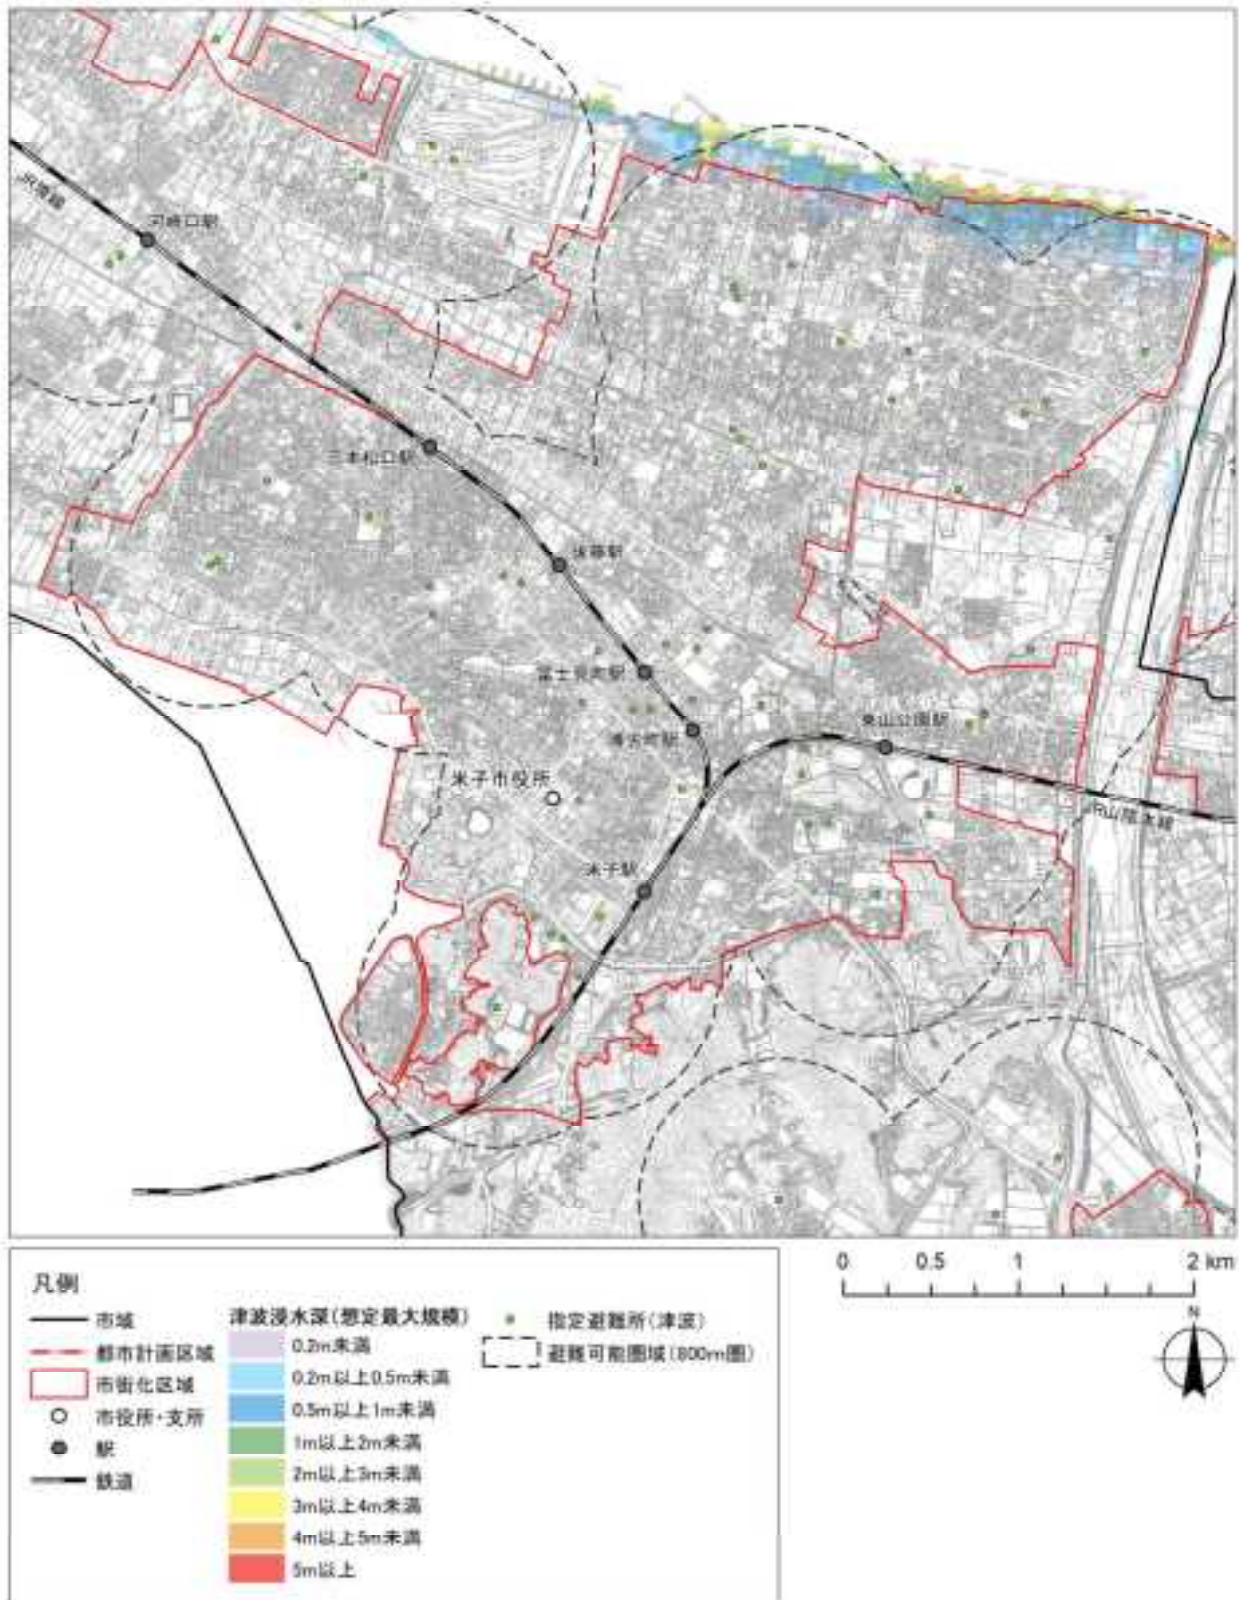 JR境線
河崎口駅
三本松口駅
後藤駅
富士見町駅
博労町駅
東山公園駅
米子市役所
JR山陰本線
米子駅
凡例
市域
都市計画区域
市街化区域
市役所・支所
駅
鉄道
津波浸水深(想定最大規模)
0.2m未満
0.2m以上0.5m未満
0.5m以上1m未満
1m以上2m未満
2m以上3m未満
3m以上4m未満
4m以上5m未満
5m以上
指定避難所(津波)
避難可能圏域(800m圏)
0 0.5 1 2 km
N